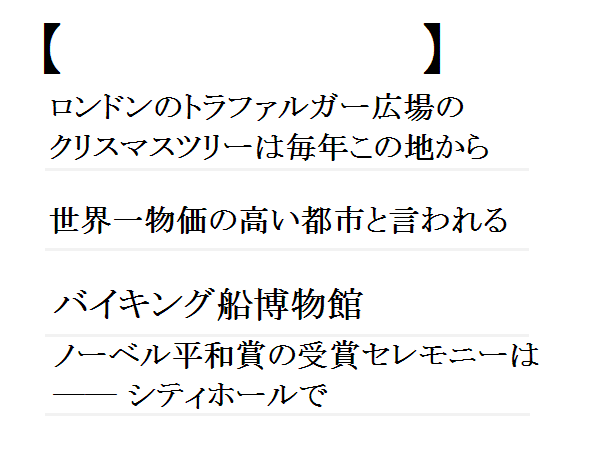 【　　　　　　　　　　】
ロンドンのトラファルガー広場の
クリスマスツリーは毎年この地から
世界一物価の高い都市と言われる
バイキング船博物館
ノーベル平和賞の受賞セレモニーは
―― シティホールで